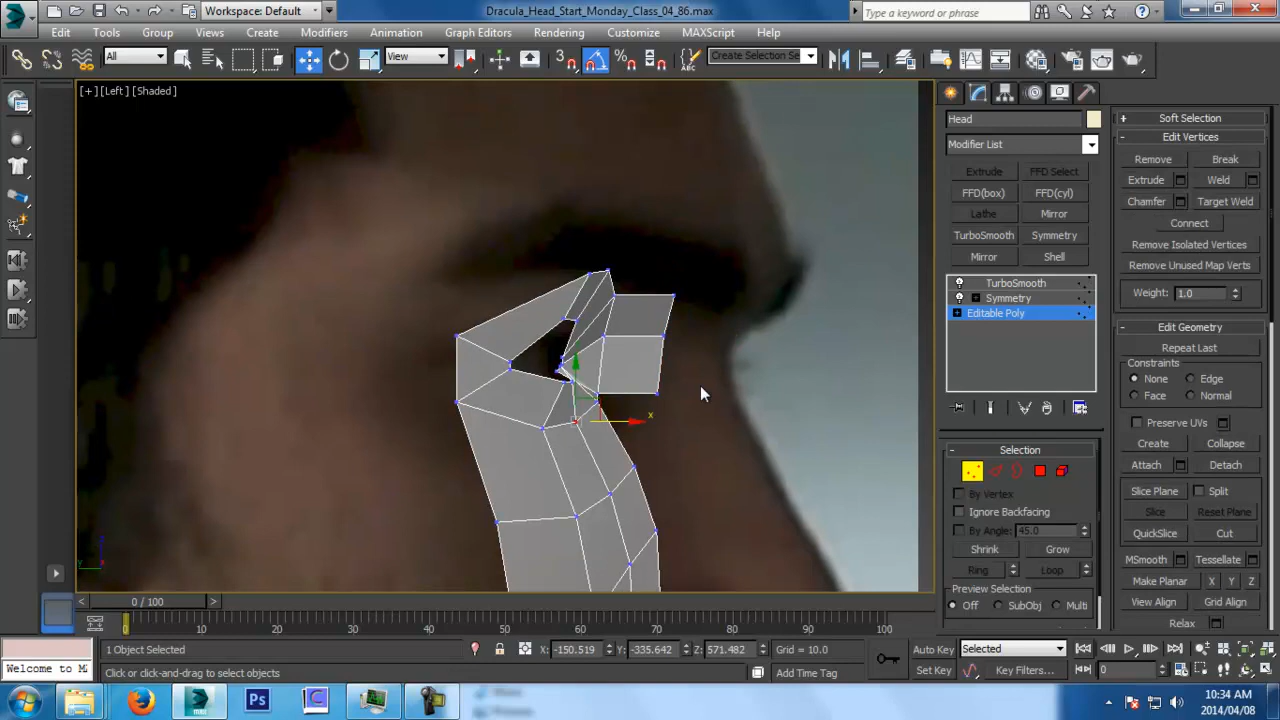 Workspace: Default
Dracula_Head_Start_Monday_Class_04_86.max
Type a keyword or phrase
Edit Tools Group Views Create Modifiers Animation Graph Editors Rendering Customize MAXScript Help
All View 3 Create Selection Se
[+] [Left] [Shaded]
Head
Modifier List
Extrude FFD Select
FFD(box) FFD(cyl)
Lathe Mirror
TurboSmooth Symmetry
Mirror Shell
TurboSmooth
Symmetry
Editable Poly
Selection
By Vertex
Ignore Backfacing
By Angle: 45.0
Shrink Grow
Ring Loop
Preview Selection
Off SubObj Multi
Soft Selection
Edit Vertices
Remove Break
Extrude Weld
Chamfer Target Weld
Connect
Remove Isolated Vertices
Remove Unused Map Verts
Weight: 1.0
Edit Geometry
Repeat Last
Constraints
None Edge
Face Normal
Preserve UVs
Create Collapse
Attach Detach
Slice Plane Split
Slice Reset Plane
QuickSlice Cut
MSmooth Tessellate
Make Planar X Y Z
View Align Grid Align
Relax
x
z
y
0 / 100
0 10 20 30 40 50 60 70 80 90 100
1 Object Selected X: -150.519 Y: -335.642 Z: 571.482 Grid = 10.0 Auto Key Selected
Welcome to M Click or click-and-drag to select objects Add Time Tag Set Key Key Filters... 0
Ps
10:34 AM
2014/04/08